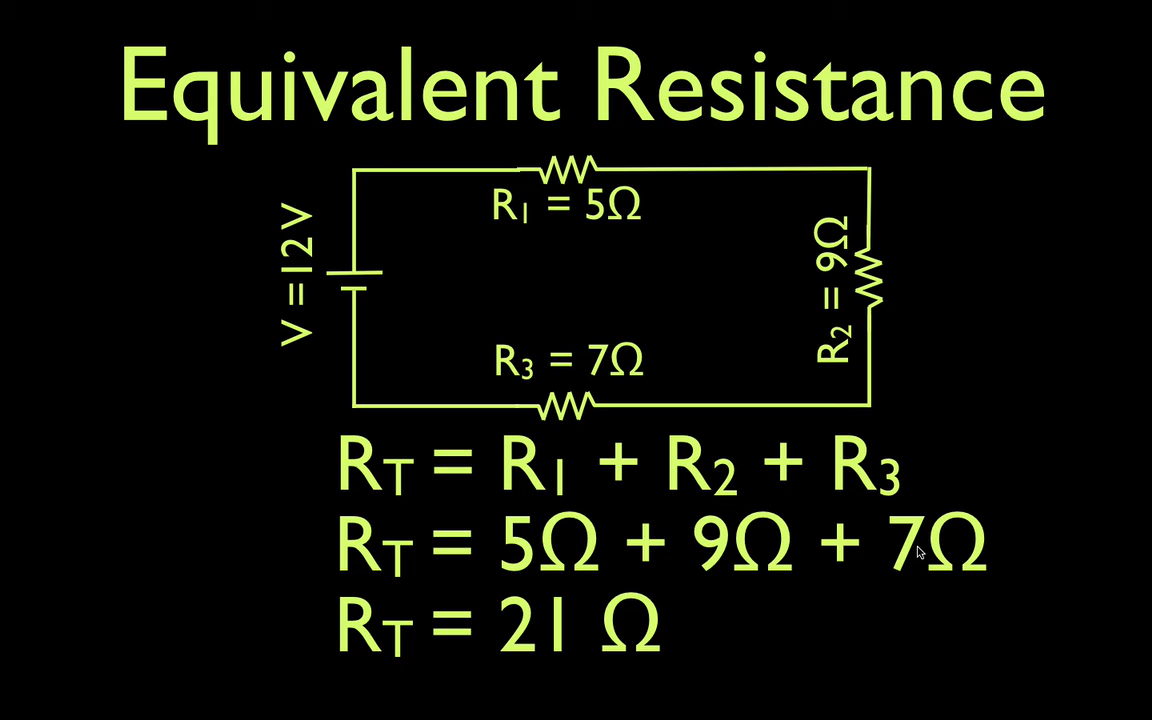 Equivalent Resistance
R₁ = 5Ω
V =12V
R₂ = 9Ω
R₃ = 7Ω
R_T = R₁ + R₂ + R₃
R_T = 5Ω + 9Ω + 7Ω
R_T = 21 Ω